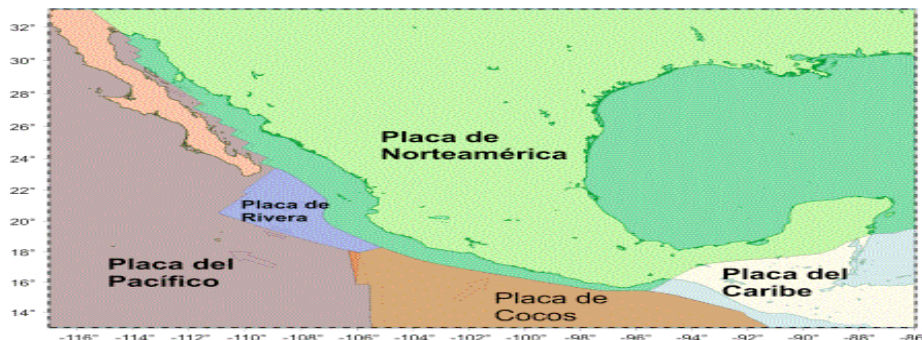 32°
30°
28°
26°
24°
22°
20°
18°
16°
14°
Placa de
Norteamérica
Placa de
Rivera
Placa del
Pacífico
Placa de
Cocos
Placa del
Caribe
-116° -114° -112° -110° -108° -106° -104° -102° -100° -98° -96° -94° -92° -90° -88° -86